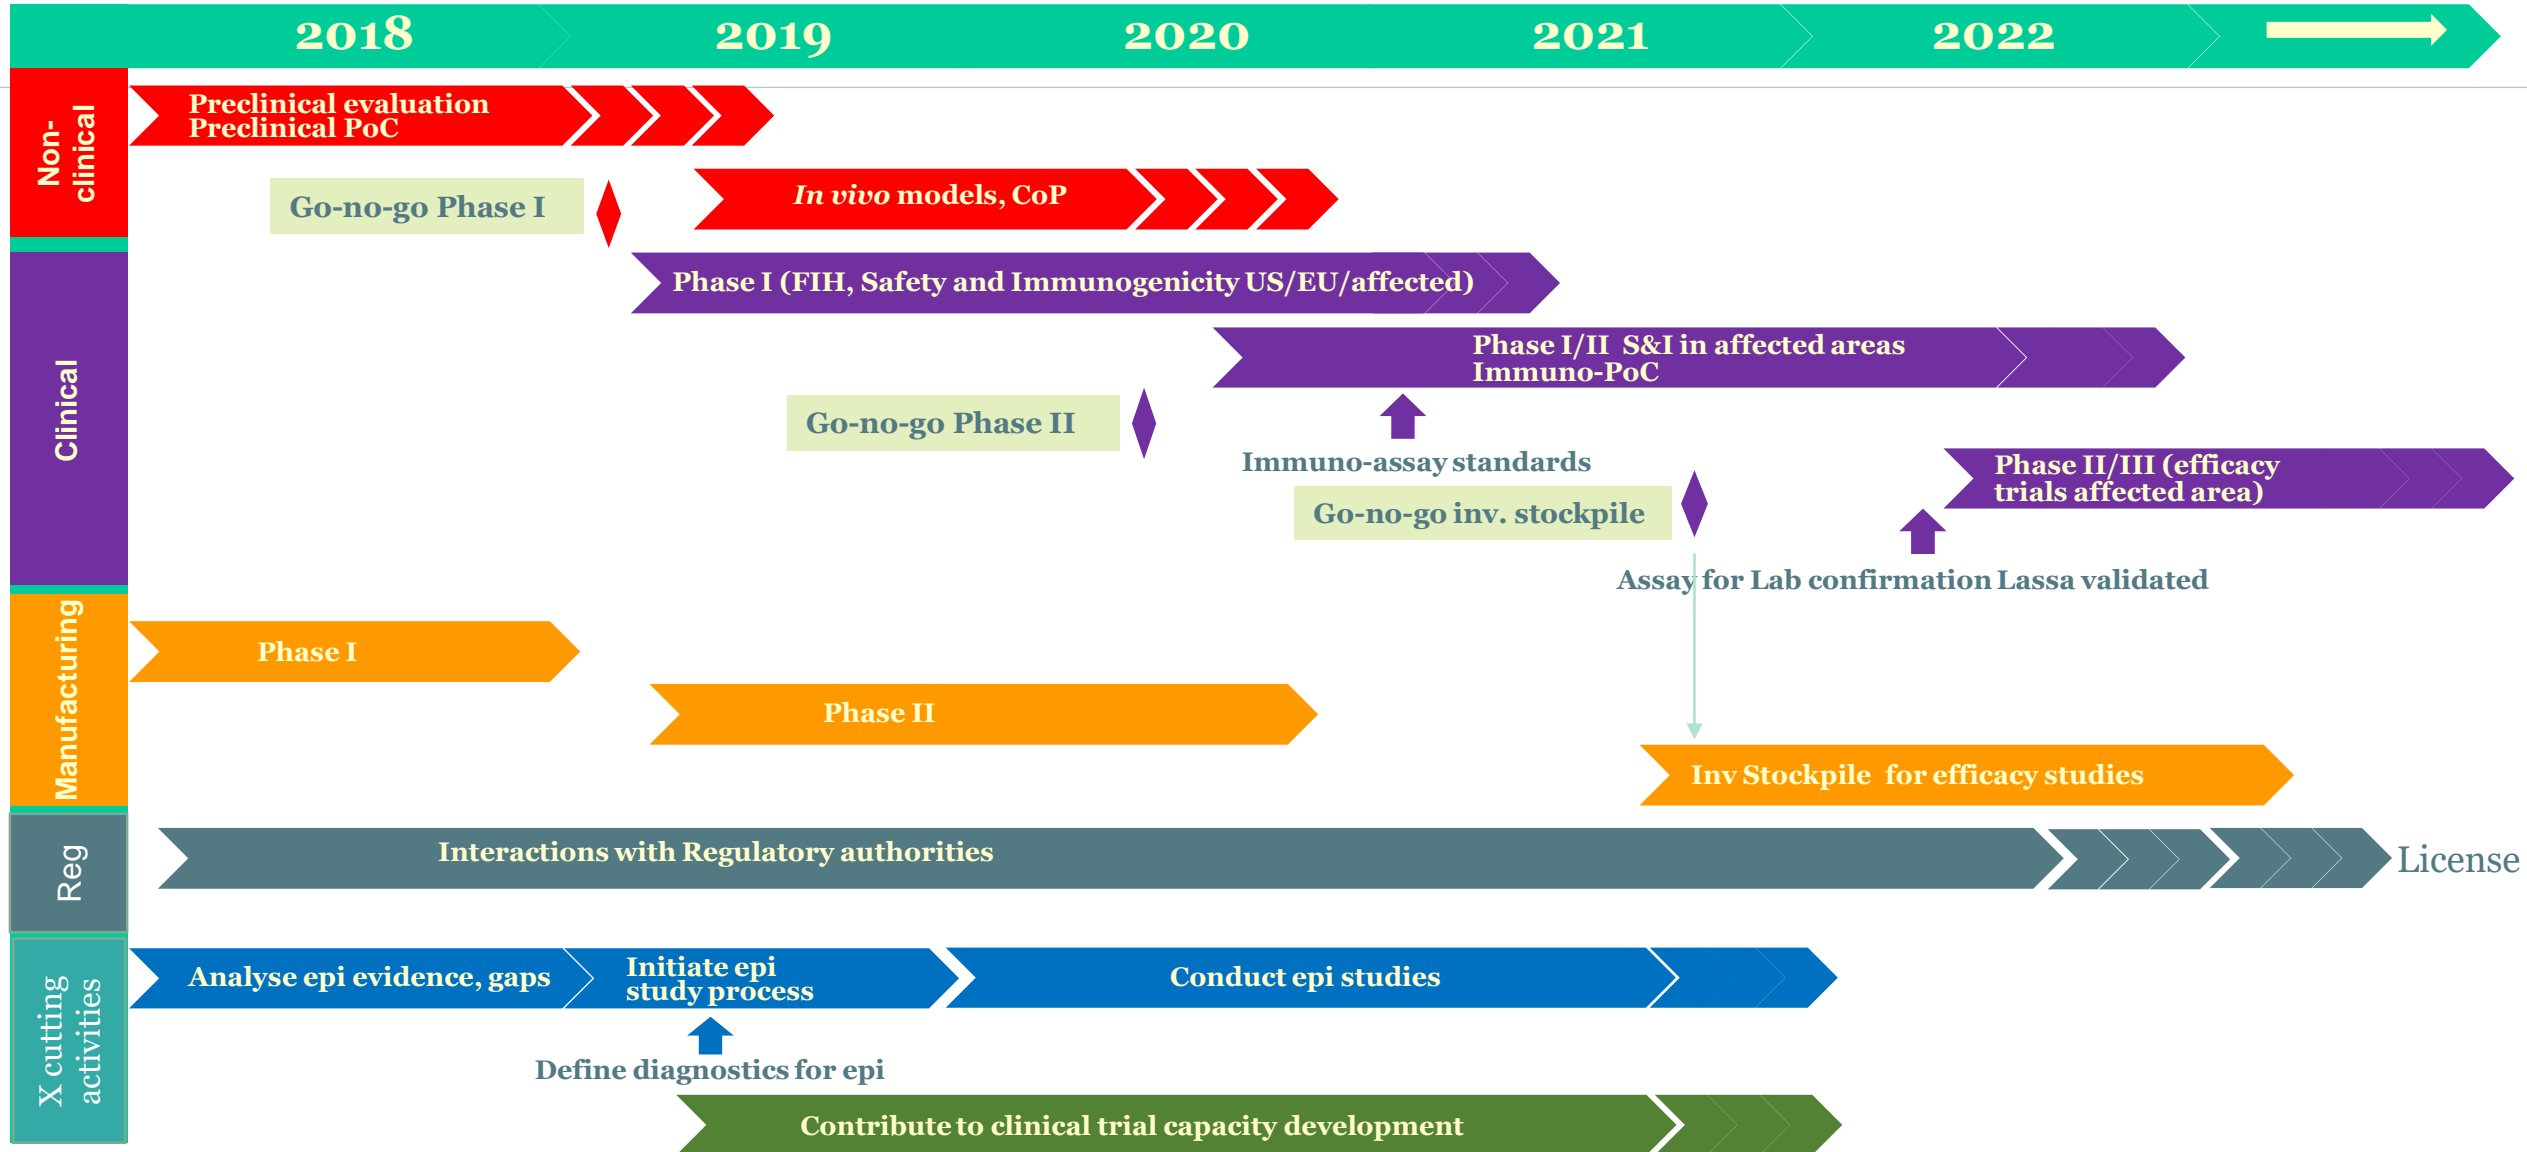 2018
2019
2020
2021
2022
Non-
clinical
Preclinical evaluation
Preclinical PoC
Go-no-go Phase I
In vivo models, CoP
Clinical
Phase I (FIH, Safety and Immunogenicity US/EU/affected)
Phase I/II S&I in affected areas
Immuno-PoC
Go-no-go Phase II
Immuno-assay standards
Phase II/III (efficacy
trials affected area)
Go-no-go inv. stockpile
Assay for Lab confirmation Lassa validated
Manufacturing
Phase I
Phase II
Inv Stockpile for efficacy studies
Reg
Interactions with Regulatory authorities
License
X cutting
activities
Analyse epi evidence, gaps
Initiate epi
study process
Conduct epi studies
Define diagnostics for epi
Contribute to clinical trial capacity development